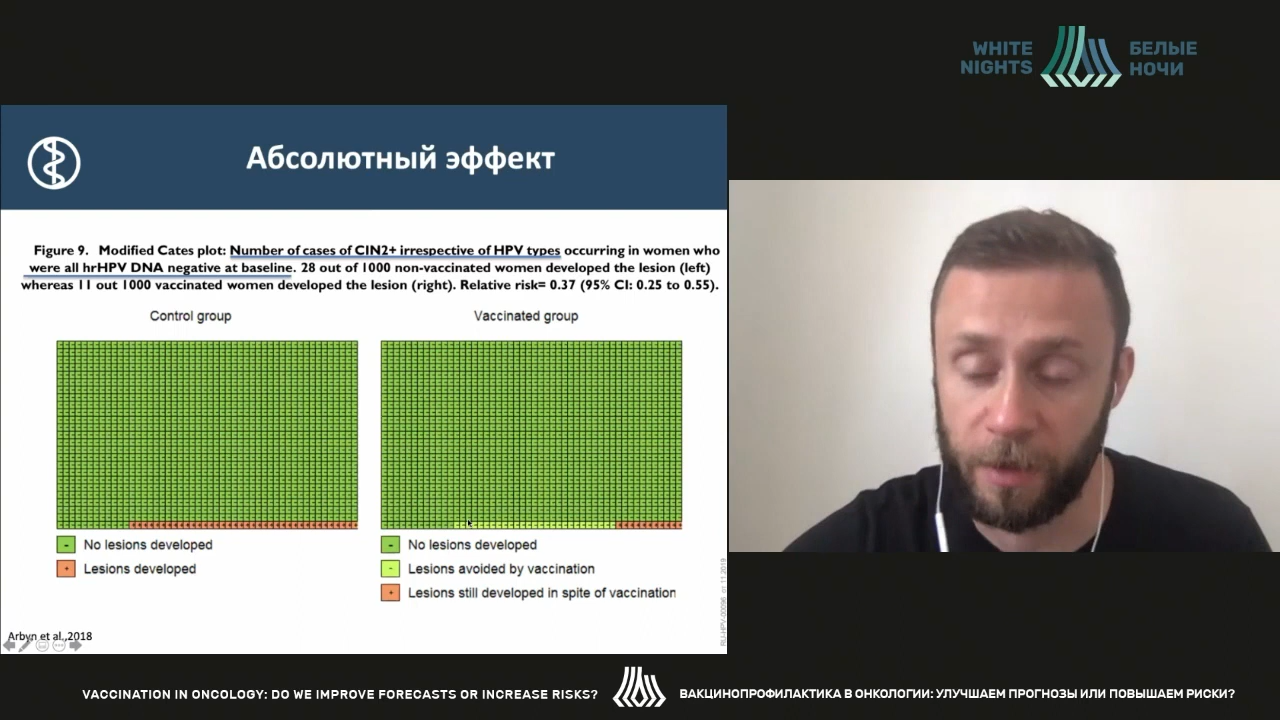 WHITE
NIGHTS
БЕЛЫЕ
НОЧИ
Абсолютный эффект
Figure 9. Modified Cates plot: Number of cases of CIN2+ irrespective of HPV types occurring in women who
were all hrHPV DNA negative at baseline. 28 out of 1000 non-vaccinated women developed the lesion (left)
whereas 11 out 1000 vaccinated women developed the lesion (right). Relative risk= 0.37 (95% CI: 0.25 to 0.55).
Control group
Vaccinated group
No lesions developed
Lesions developed
No lesions developed
Lesions avoided by vaccination
Lesions still developed in spite of vaccination
Arbyn et al.,2018
VACCINATION IN ONCOLOGY: DO WE IMPROVE FORECASTS OR INCREASE RISKS?
ВАКЦИНОПРОФИЛАКТИКА В ОНКОЛОГИИ: УЛУЧШАЕМ ПРОГНОЗЫ ИЛИ ПОВЫШАЕМ РИСКИ?